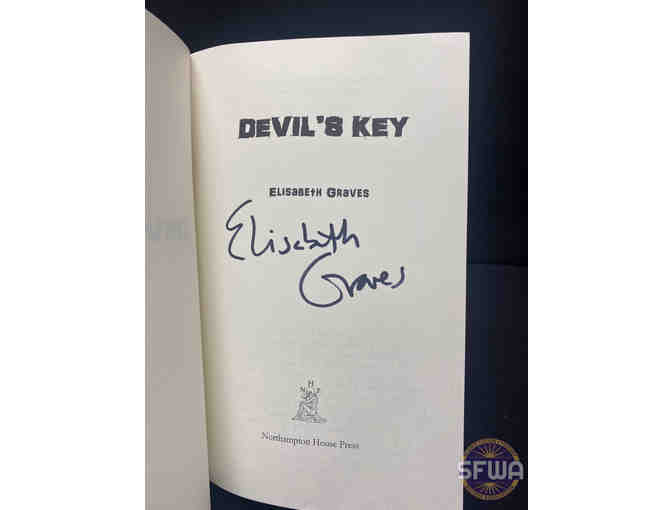 DEVIL'S KEY
Elisabeth Graves
Elisabeth
Graves
H
N P
Northampton House Press
SFWA